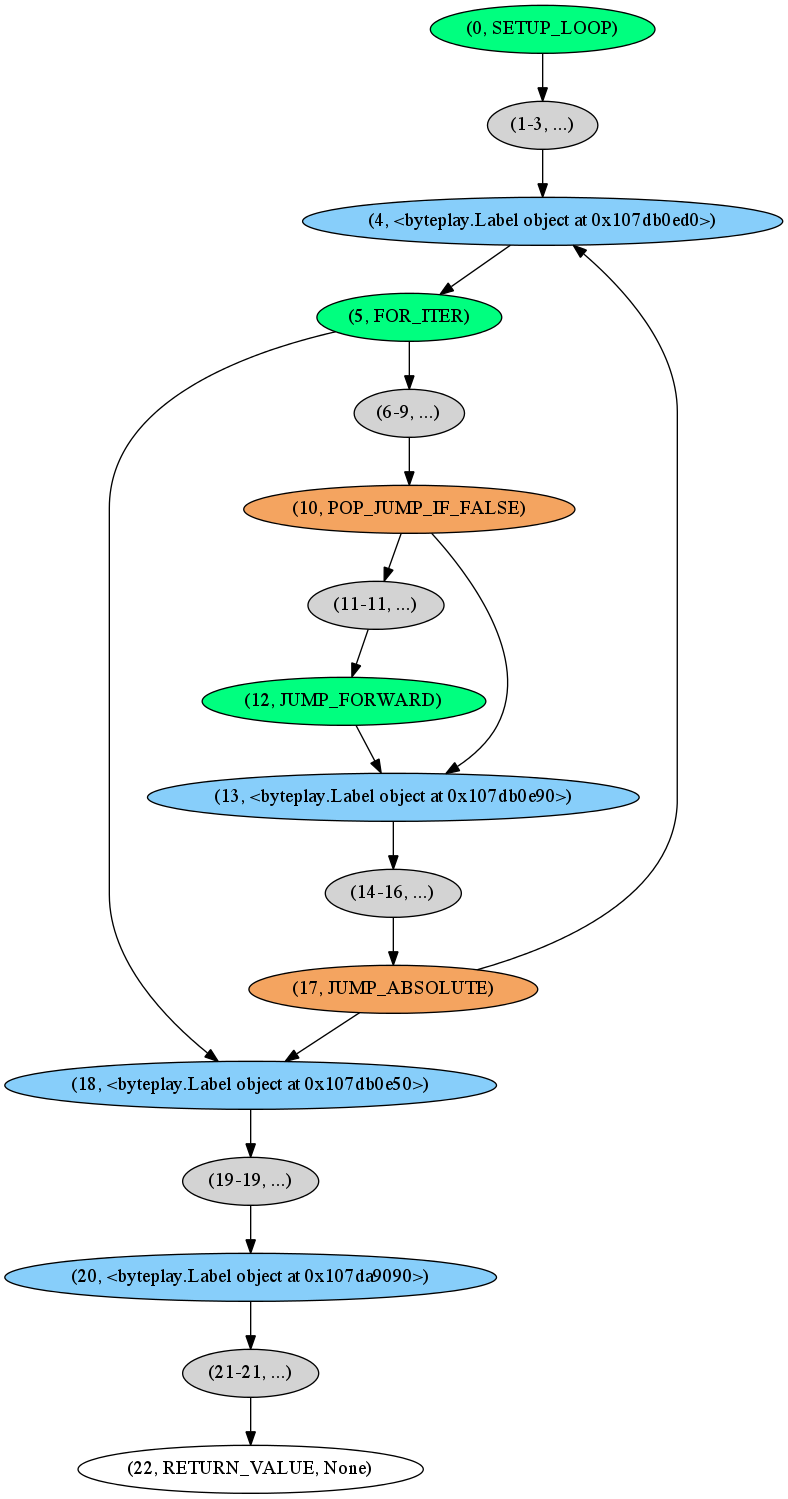 (0, SETUP_LOOP)
(1-3, ...)
(4, <byteplay.Label object at 0x107db0ed0>)
(5, FOR_ITER)
(6-9, ...)
(10, POP_JUMP_IF_FALSE)
(11-11, ...)
(12, JUMP_FORWARD)
(13, <byteplay.Label object at 0x107db0e90>)
(14-16, ...)
(17, JUMP_ABSOLUTE)
(18, <byteplay.Label object at 0x107db0e50>)
(19-19, ...)
(20, <byteplay.Label object at 0x107da9090>)
(21-21, ...)
(22, RETURN_VALUE, None)